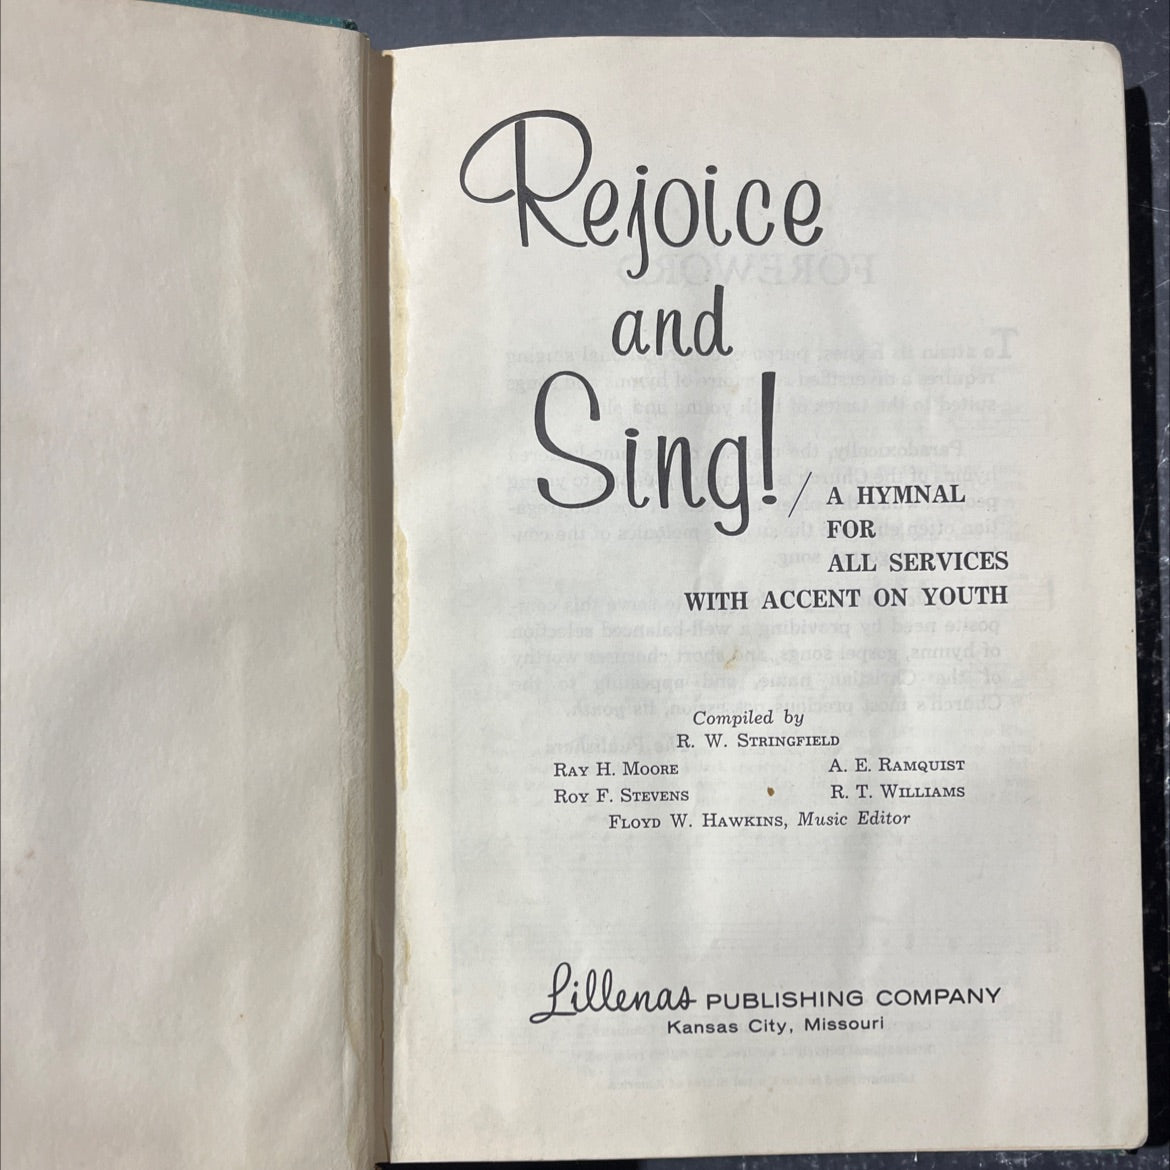 Rejoice
and
Sing!/
A HYMNAL
FOR
ALL SERVICES
WITH ACCENT ON YOUTH
Compiled by
R. W. STRINGFIELD
RAY H. MOORE A. E. RAMQUIST
ROY F. STEVENS R. T. WILLIAMS
FLOYD W. HAWKINS, Music Editor
Lillenas PUBLISHING COMPANY
Kansas City, Missouri